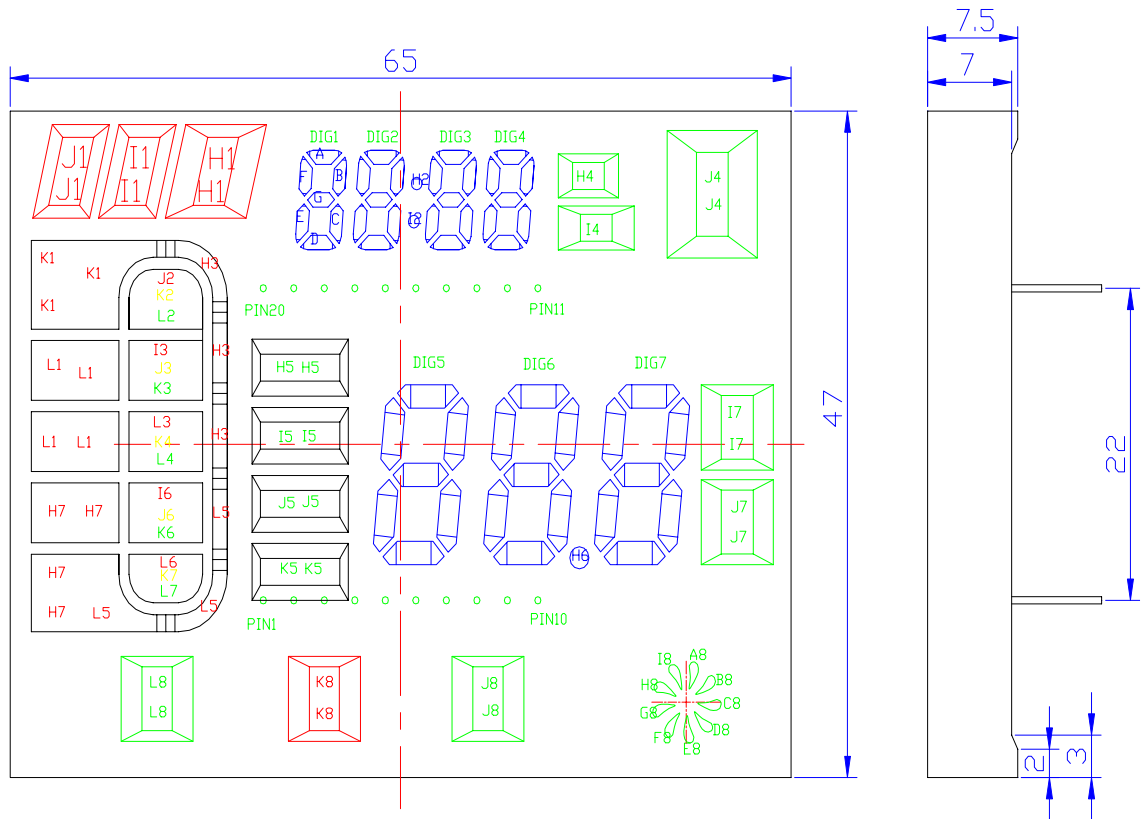 7.5
65
7
DIG1 DIG2 DIG3 DIG4
J1 I1 H1
J1 I1 H1
A
F B
G
E C
D
H2
I2
H4
I4
J4
J4
K1
K1
K1
H3
J2
K2
L2
PIN20 PIN11
L1 L1
I3
J3
K3
H3
H5 H5
DIG5 DIG6 DIG7
47
I7
I7
L1 L1
L3
K4
L4
H3
I5 I5
22
H7 H7
I6
J6
K6
L5
J5 J5
J7
J7
H7
H7 L5
L6
K7
L7
L5
K5 K5
H6
PIN1 PIN10
L8
L8
K8
K8
J8
J8
I8 A8
H8 B8
G8 C8
F8 D8
E8
2 3